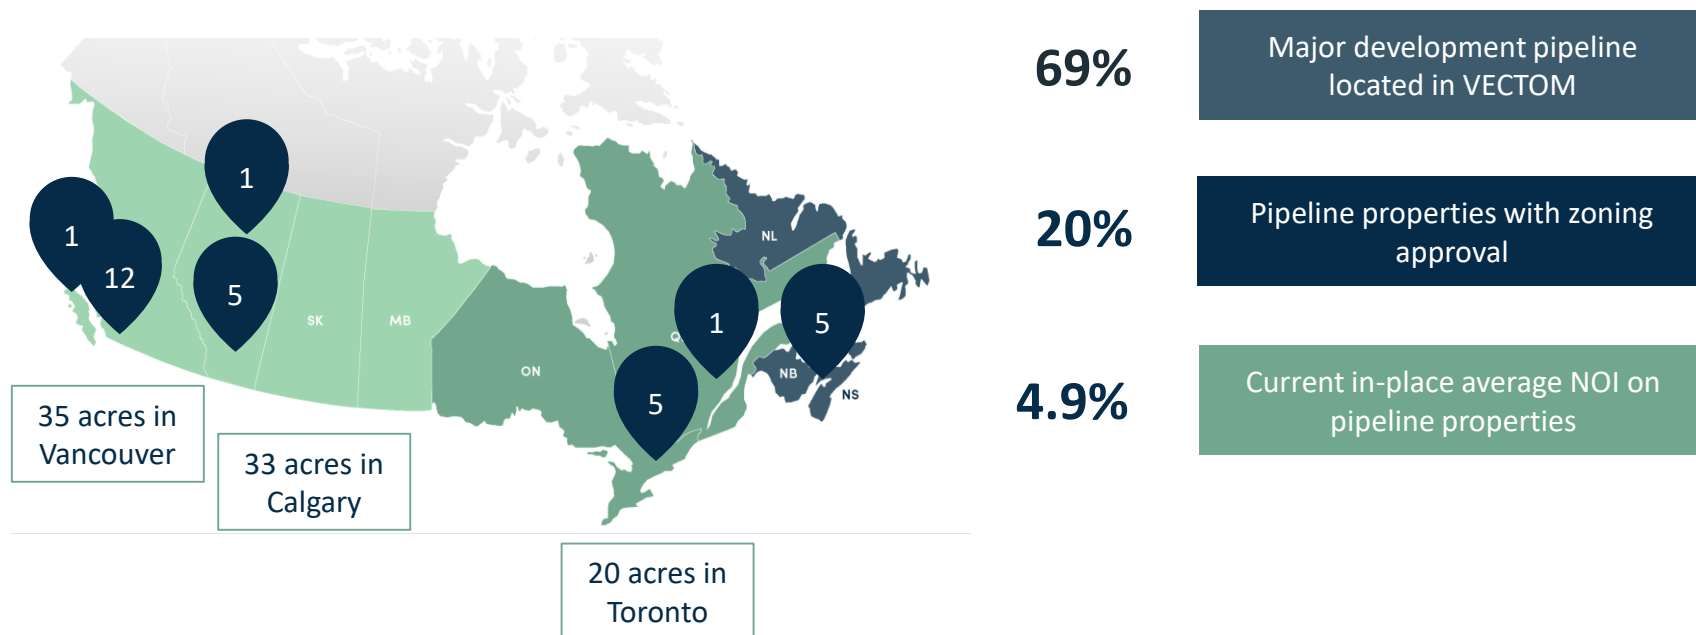 69%
Major development pipeline
located in VECTOM
20%
Pipeline properties with zoning
approval
4.9%
Current in-place average NOI on
pipeline properties
1
1
12
5
SK
MB
ON
5
Q
1
5
NL
NB
NS
35 acres in
Vancouver
33 acres in
Calgary
20 acres in
Toronto